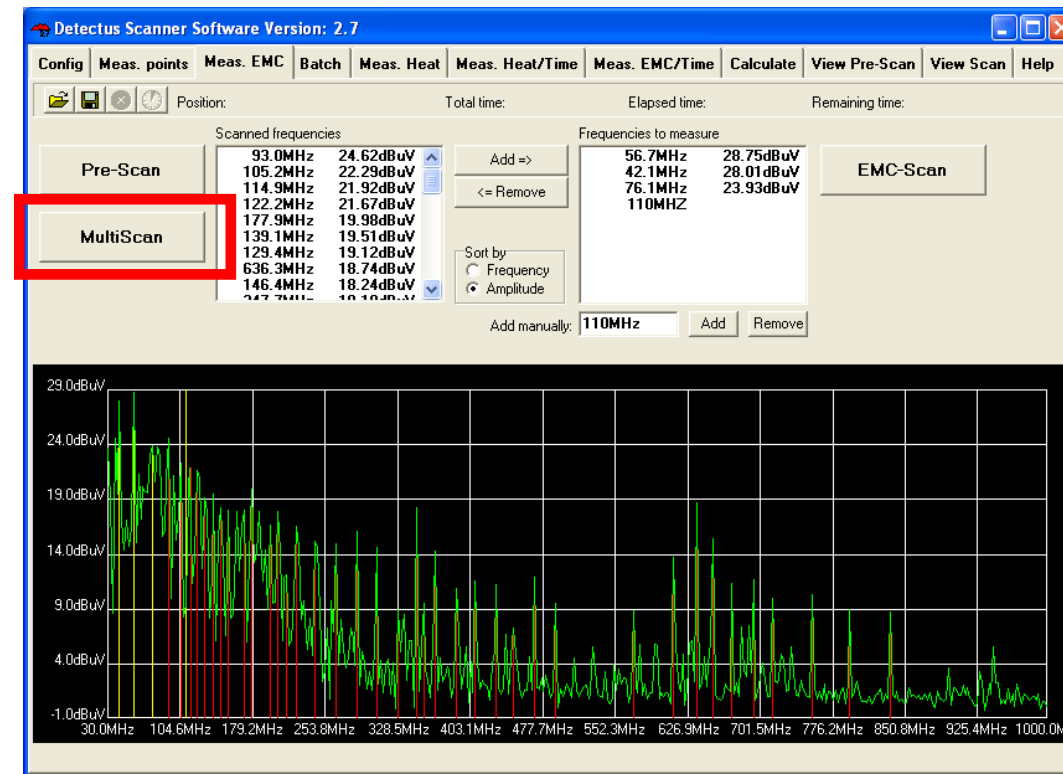 Detectus Scanner Software Version: 2.7
Config Meas. points Meas. EMC Batch Meas. Heat Meas. Heat/Time Meas. EMC/Time Calculate View Pre-Scan View Scan Help
Position: Total time: Elapsed time: Remaining time:
Scanned frequencies Frequencies to measure
Pre-Scan
MultiScan
93.0MHz 24.62dBuV
105.2MHz 22.29dBuV
114.9MHz 21.92dBuV
122.2MHz 21.67dBuV
177.9MHz 19.98dBuV
139.1MHz 19.51dBuV
129.4MHz 19.12dBuV
636.3MHz 18.74dBuV
146.4MHz 18.24dBuV
Add =>
<= Remove
Sort by
Frequency
Amplitude
56.7MHz 28.75dBuV
42.1MHz 28.01dBuV
76.1MHz 23.93dBuV
110MHZ
EMC-Scan
Add manually: 110MHz Add Remove
29.0dBuV
24.0dBuV
19.0dBuV
14.0dBuV
9.0dBuV
4.0dBuV
-1.0dBuV
30.0MHz 104.6MHz 179.2MHz 253.8MHz 328.5MHz 403.1MHz 477.7MHz 552.3MHz 626.9MHz 701.5MHz 776.2MHz 850.8MHz 925.4MHz 1000.0M